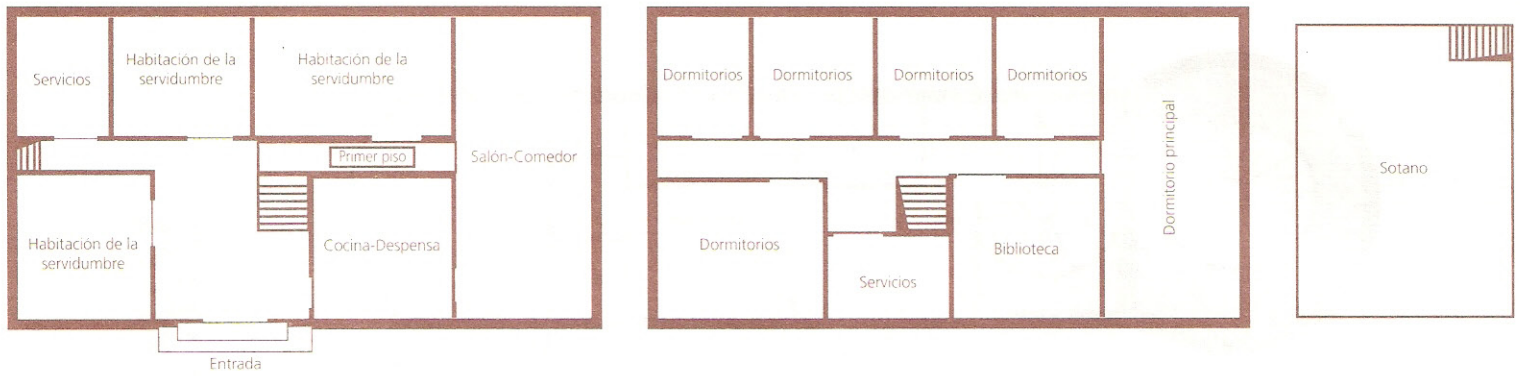 Servicios
Habitación de la
servidumbre
Habitación de la
servidumbre
Primer piso
Salón-Comedor
Habitación de la
servidumbre
Cocina-Despensa
Entrada
Dormitorios
Dormitorios
Dormitorios
Dormitorios
Dormitorio principal
Dormitorios
Servicios
Biblioteca
Sotano